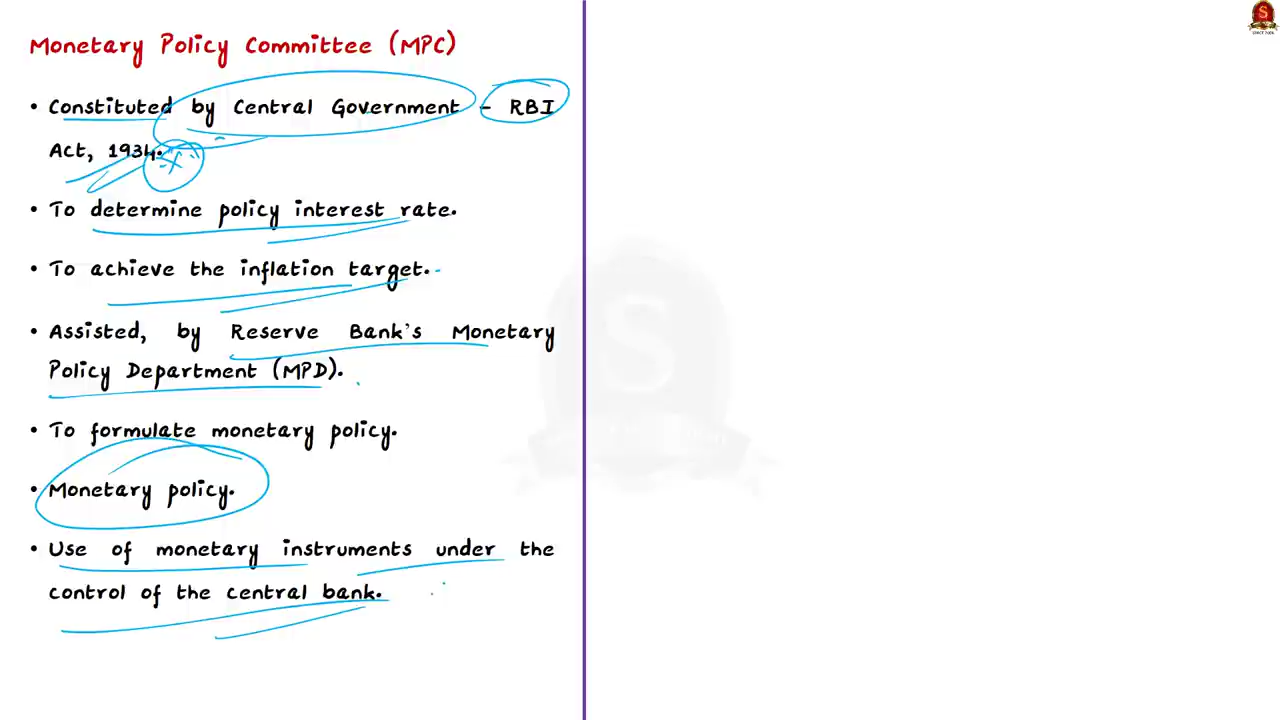 Monetary Policy Committee (MPC)
• Constituted by Central Government - RBI
Act, 1934.
• To determine policy interest rate.
• To achieve the inflation target.
• Assisted, by Reserve Bank's Monetary
Policy Department (MPD).
• To formulate monetary policy.
• Monetary policy.
• Use of monetary instruments under the
control of the central bank.